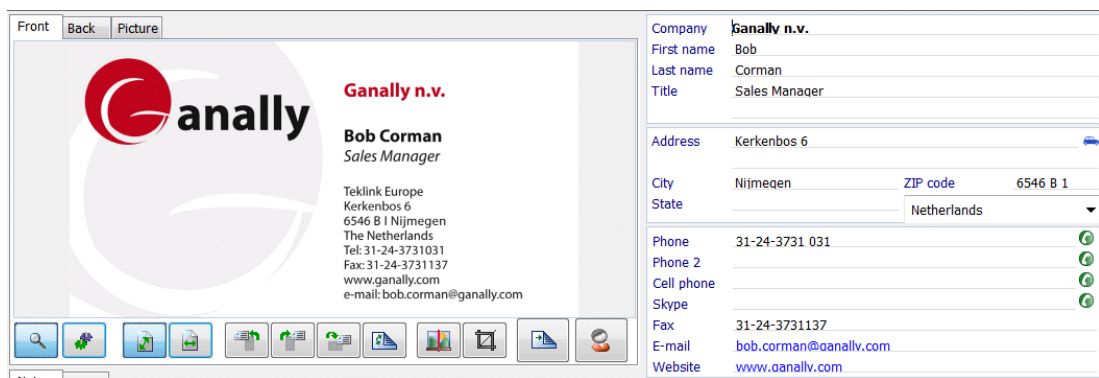 Front Back Picture
Ganally
Ganally n.v.
Bob Corman
Sales Manager
Teklink Europe
Kerkenbos 6
6546 B I Nijmegen
The Netherlands
Tel: 31-24-3731031
Fax: 31-24-3731137
www.ganally.com
e-mail: bob.corman@ganally.com
Company Ganally n.v.
First name Bob
Last name Corman
Title Sales Manager
Address Kerkenbos 6
City Nijmegen ZIP code 6546 B 1
State Netherlands
Phone 31-24-3731 031
Phone 2
Cell phone
Skype
Fax 31-24-3731137
E-mail bob.corman@ganally.com
Website www.ganally.com